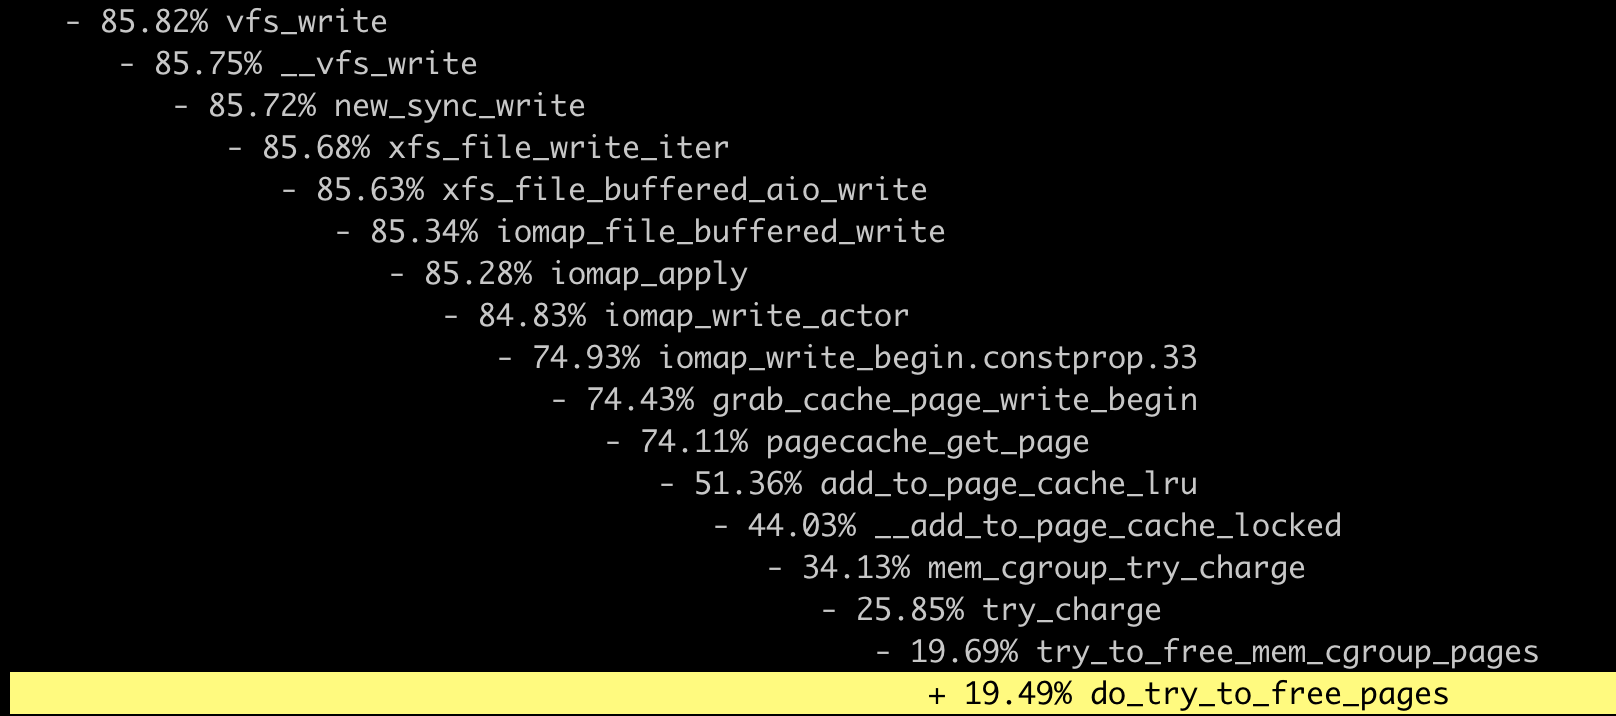 - 85.82% vfs_write
- 85.75% __vfs_write
- 85.72% new_sync_write
- 85.68% xfs_file_write_iter
- 85.63% xfs_file_buffered_aio_write
- 85.34% iomap_file_buffered_write
- 85.28% iomap_apply
- 84.83% iomap_write_actor
- 74.93% iomap_write_begin.constprop.33
- 74.43% grab_cache_page_write_begin
- 74.11% pagecache_get_page
- 51.36% add_to_page_cache_lru
- 44.03% __add_to_page_cache_locked
- 34.13% mem_cgroup_try_charge
- 25.85% try_charge
- 19.69% try_to_free_mem_cgroup_pages
+ 19.49% do_try_to_free_pages